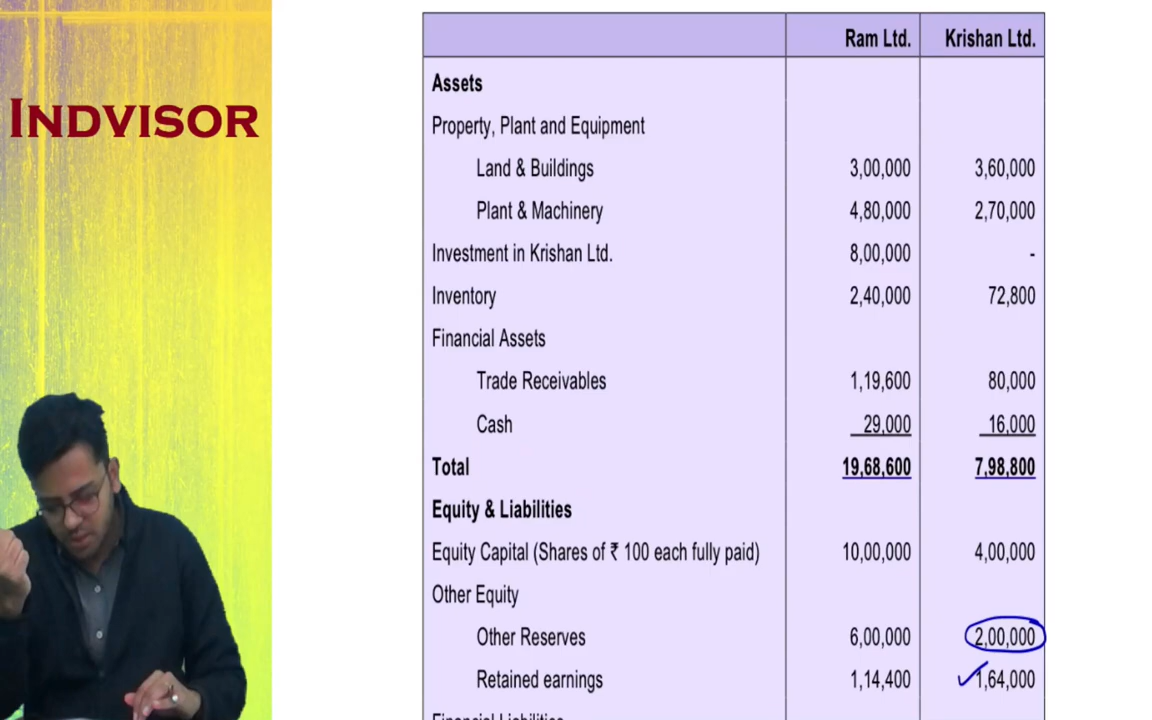 INDVISOR
Ram Ltd. Krishan Ltd.
Assets
Property, Plant and Equipment
Land & Buildings 3,00,000 3,60,000
Plant & Machinery 4,80,000 2,70,000
Investment in Krishan Ltd. 8,00,000 -
Inventory 2,40,000 72,800
Financial Assets
Trade Receivables 1,19,600 80,000
Cash 29,000 16,000
Total 19,68,600 7,98,800
Equity & Liabilities
Equity Capital (Shares of ₹ 100 each fully paid) 10,00,000 4,00,000
Other Equity
Other Reserves 6,00,000 2,00,000
Retained earnings 1,14,400 1,64,000
Financial Liabilities